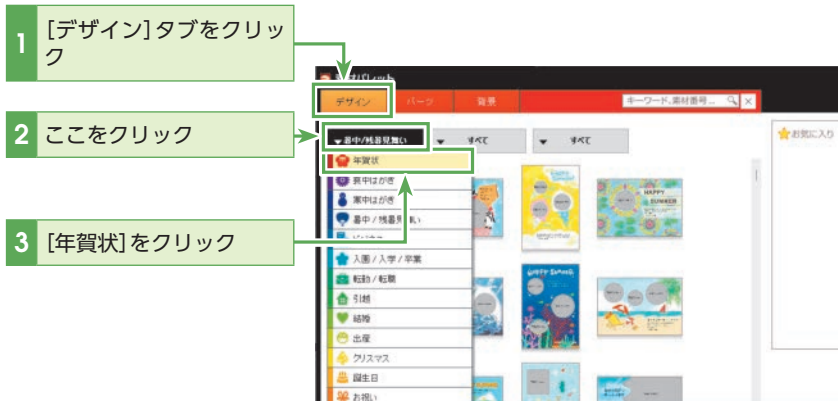 1 [デザイン]タブをクリッ
ク
2 ここをクリック
3 [年賀状]をクリック
デザイン パーツ 背景 キーワード、素材番号...
▼暑中/残暑見舞い ▼ すべて ▼ すべて
お気に入り
年賀状
喪中はがき
寒中はがき
暑中/残暑見舞い
入園/入学/卒業
転勤/転職
引越
結婚
出産
クリスマス
誕生日
お祝い
HAPPY
SUMMER
HAPPY SUMMER